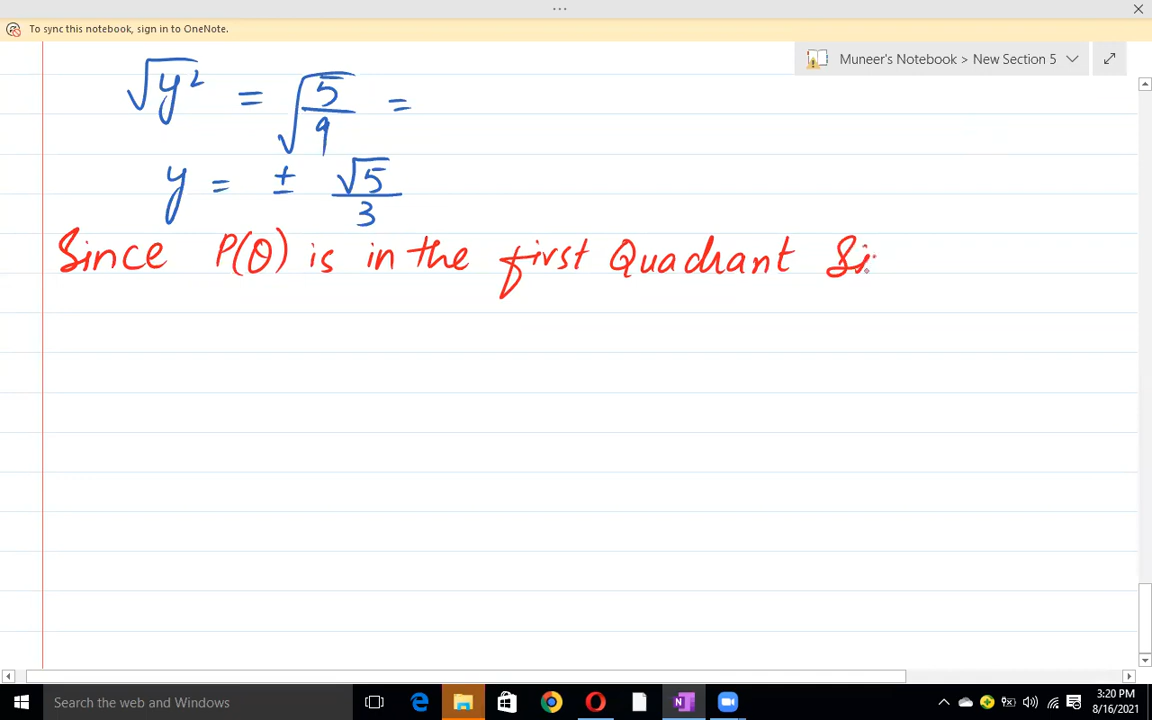 To sync this notebook, sign in to OneNote.
Muneer's Notebook > New Section 5
√y² = √5/9 =
y = ± √5/3
Since P(θ) is in the first Quadrant Si
Search the web and Windows
3:20 PM
8/16/2021